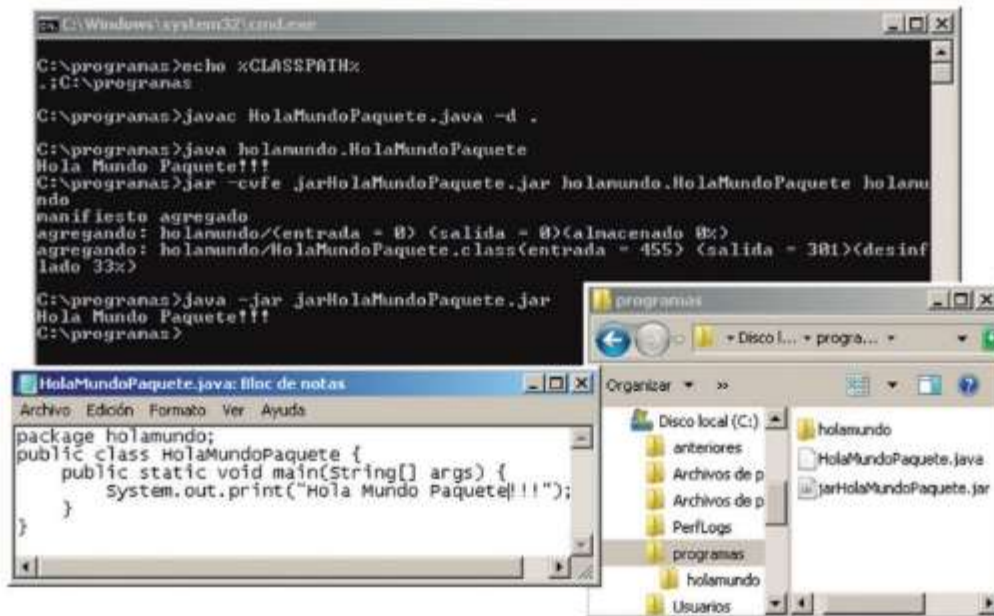 C:\Windows\system32\cmd.exe
C:\programas>echo %CLASSPATH%
.;C:\programas
C:\programas>javac HolaMundoPaquete.java -d .
C:\programas>java holamundo.HolaMundoPaquete
Hola Mundo Paquete!!!
C:\programas>jar -cvfe jarHolaMundoPaquete.jar holamundo.HolaMundoPaquete holamu
ndo
manifiesto agregado
agregando: holamundo/(entrada = 0) (salida = 0)(almacenado 0%)
agregando: holamundo/HolaMundoPaquete.class(entrada = 455) (salida = 301)(desinf
lado 33%)
C:\programas>java -jar jarHolaMundoPaquete.jar
Hola Mundo Paquete!!!
C:\programas>
HolaMundoPaquete.java: Bloc de notas
Archivo Edición Formato Ver Ayuda
package holamundo;
public class HolaMundoPaquete {
public static void main(String[] args) {
System.out.print("Hola Mundo Paquete!!!");
}
}
programas
Disco l... progra...
Organizar »
Disco local (C:)
anteriores
Archivos de p
Archivos de p
PerfLogs
programas
holamundo
Usuarios
holamundo
HolaMundoPaquete.java
jarHolaMundoPaquete.jar